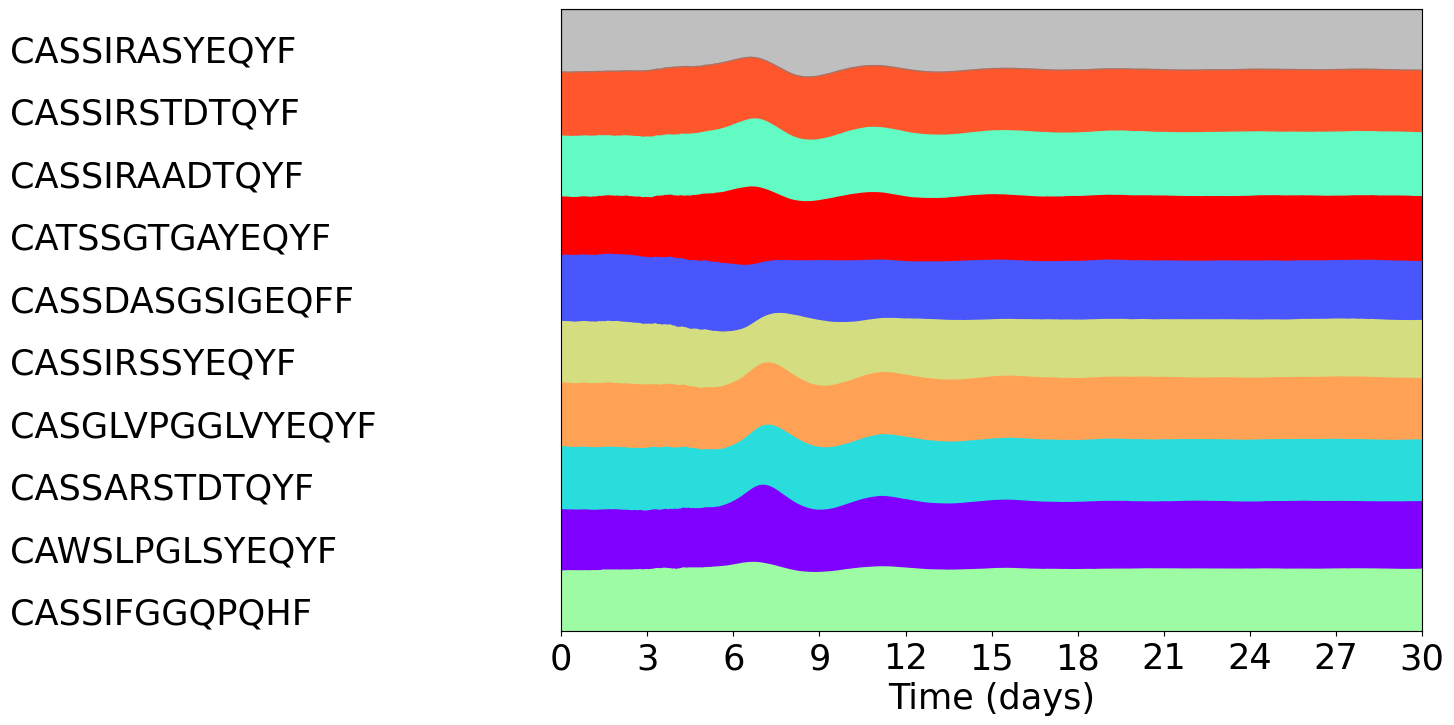 CASSIRASYEQYF
CASSIRSTDTQYF
CASSIRAADTQYF
CATSSGTGAYEQYF
CASSDASGSIGEQFF
CASSIRSSYEQYF
CASGLVPGGLVYEQYF
CASSARSTDTQYF
CAWSLPGLSYEQYF
CASSIFGGQPQHF
0 3 6 9 12 15 18 21 24 27 30
Time (days)